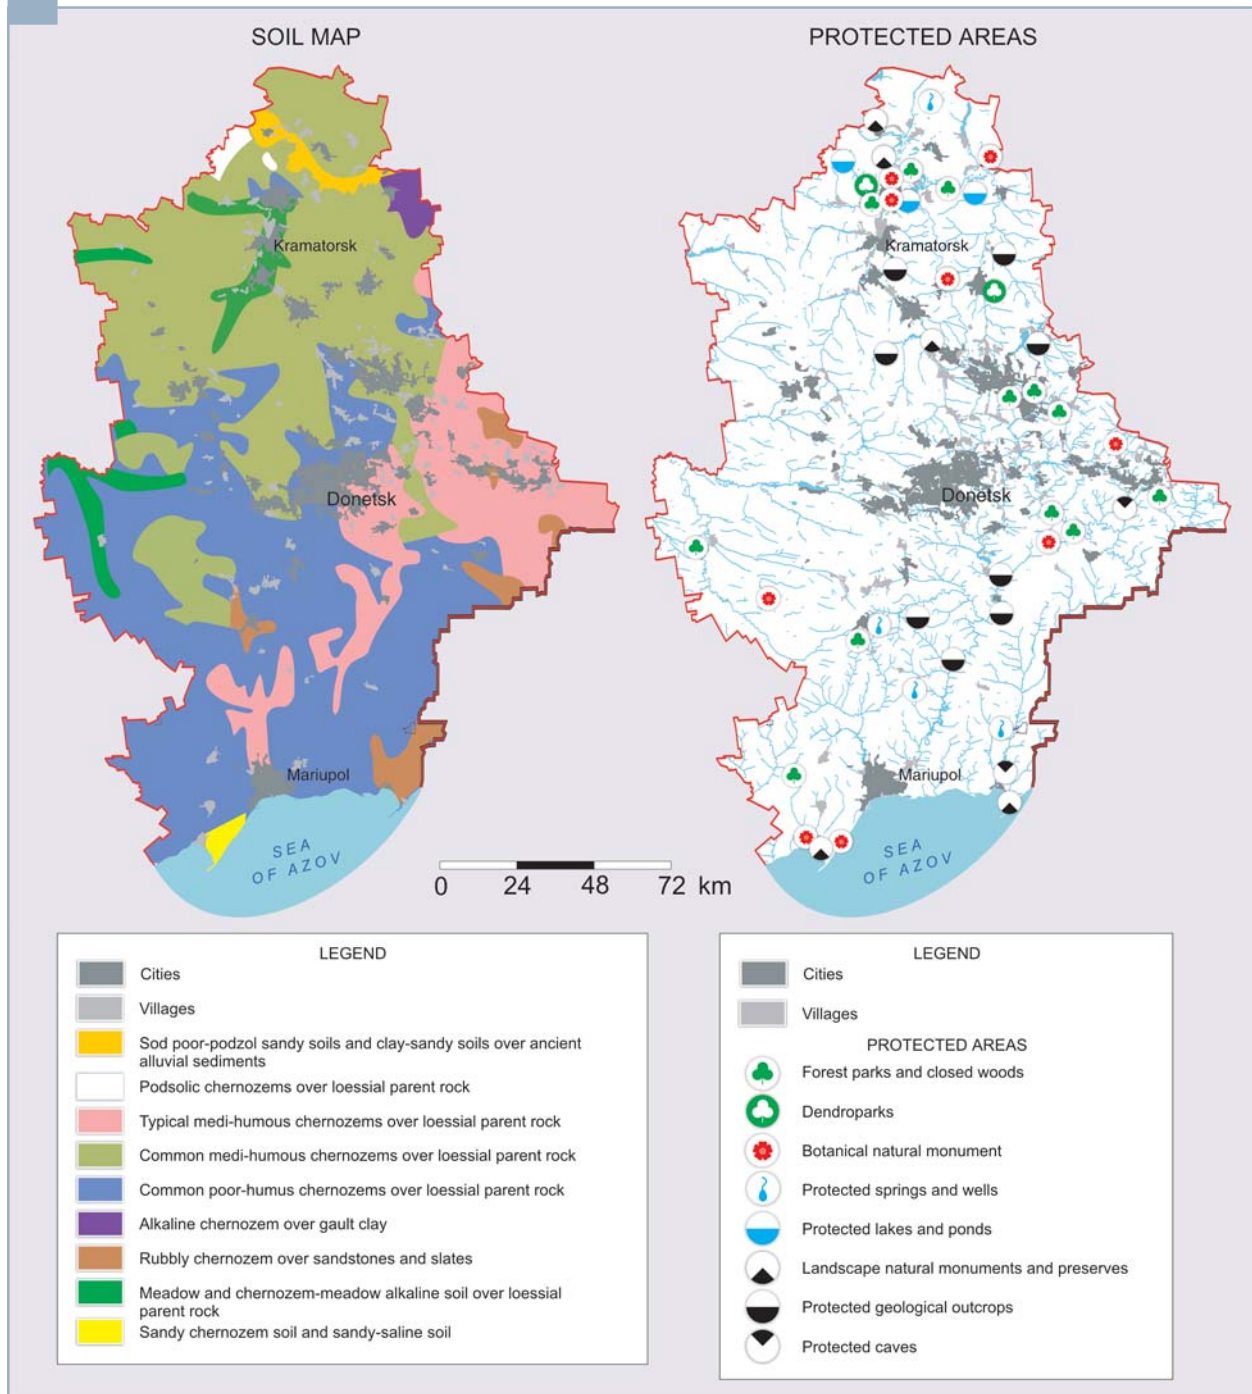 SOIL MAP
Kramatorsk
Donetsk
Mariupol
SEA
OF AZOV
PROTECTED AREAS
Kramatorsk
Donetsk
Mariupol
SEA
OF AZOV
0 24 48 72 km
LEGEND
Cities
Villages
Sod poor-podzol sandy soils and clay-sandy soils over ancient
alluvial sediments
Podsolic chernozems over loessial parent rock
Typical medi-humous chernozems over loessial parent rock
Common medi-humous chernozems over loessial parent rock
Common poor-humus chernozems over loessial parent rock
Alkaline chernozem over gault clay
Rubbly chernozem over sandstones and slates
Meadow and chernozem-meadow alkaline soil over loessial
parent rock
Sandy chernozem soil and sandy-saline soil
LEGEND
Cities
Villages
PROTECTED AREAS
Forest parks and closed woods
Dendroparks
Botanical natural monument
Protected springs and wells
Protected lakes and ponds
Landscape natural monuments and preserves
Protected geological outcrops
Protected caves